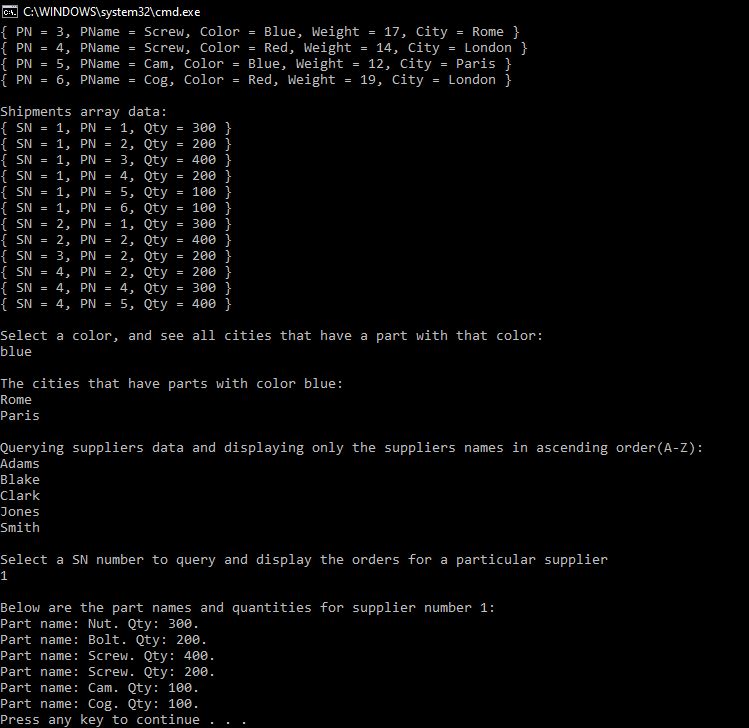 C:\WINDOWS\system32\cmd.exe
{ PN = 3, PName = Screw, Color = Blue, Weight = 17, City = Rome }
{ PN = 4, PName = Screw, Color = Red, Weight = 14, City = London }
{ PN = 5, PName = Cam, Color = Blue, Weight = 12, City = Paris }
{ PN = 6, PName = Cog, Color = Red, Weight = 19, City = London }
Shipments array data:
{ SN = 1, PN = 1, Qty = 300 }
{ SN = 1, PN = 2, Qty = 200 }
{ SN = 1, PN = 3, Qty = 400 }
{ SN = 1, PN = 4, Qty = 200 }
{ SN = 1, PN = 5, Qty = 100 }
{ SN = 1, PN = 6, Qty = 100 }
{ SN = 2, PN = 1, Qty = 300 }
{ SN = 2, PN = 2, Qty = 400 }
{ SN = 3, PN = 2, Qty = 200 }
{ SN = 4, PN = 2, Qty = 200 }
{ SN = 4, PN = 4, Qty = 300 }
{ SN = 4, PN = 5, Qty = 400 }
Select a color, and see all cities that have a part with that color:
blue
The cities that have parts with color blue:
Rome
Paris
Querying suppliers data and displaying only the suppliers names in ascending order(A-Z):
Adams
Blake
Clark
Jones
Smith
Select a SN number to query and display the orders for a particular supplier
1
Below are the part names and quantities for supplier number 1:
Part name: Nut. Qty: 300.
Part name: Bolt. Qty: 200.
Part name: Screw. Qty: 400.
Part name: Screw. Qty: 200.
Part name: Cam. Qty: 100.
Part name: Cog. Qty: 100.
Press any key to continue . . .